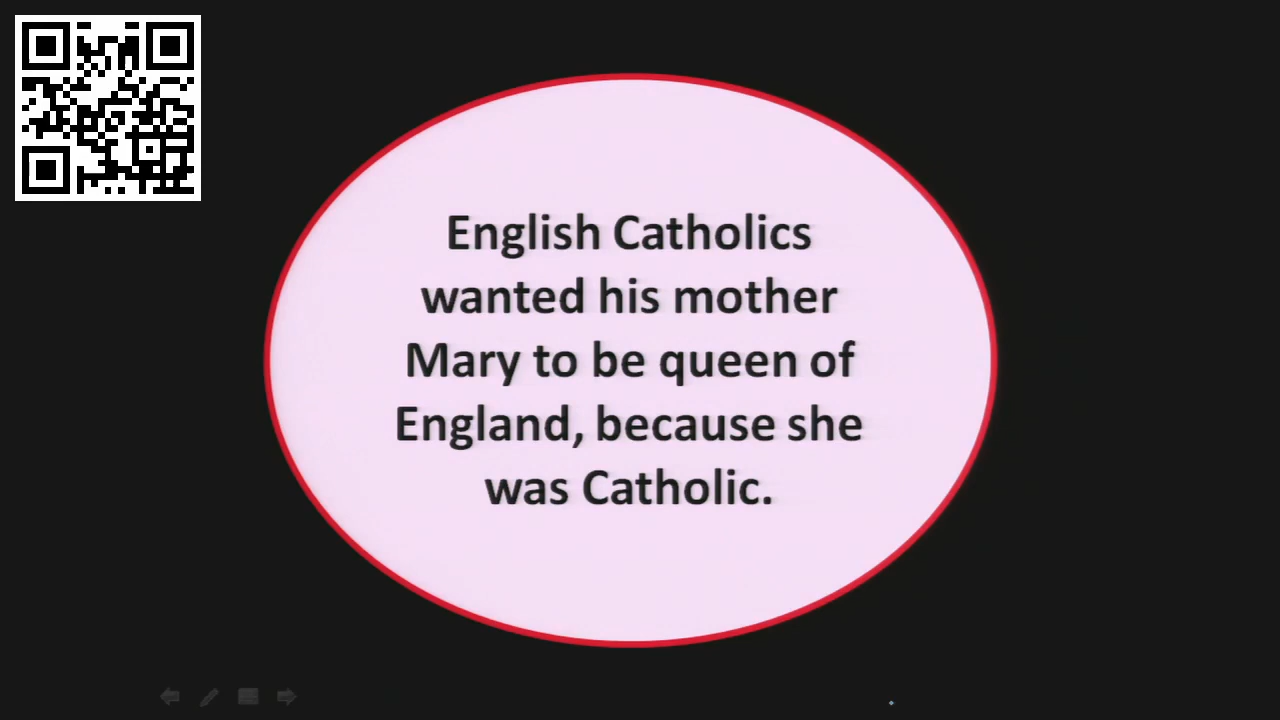 English Catholics
wanted his mother
Mary to be queen of
England, because she
was Catholic.